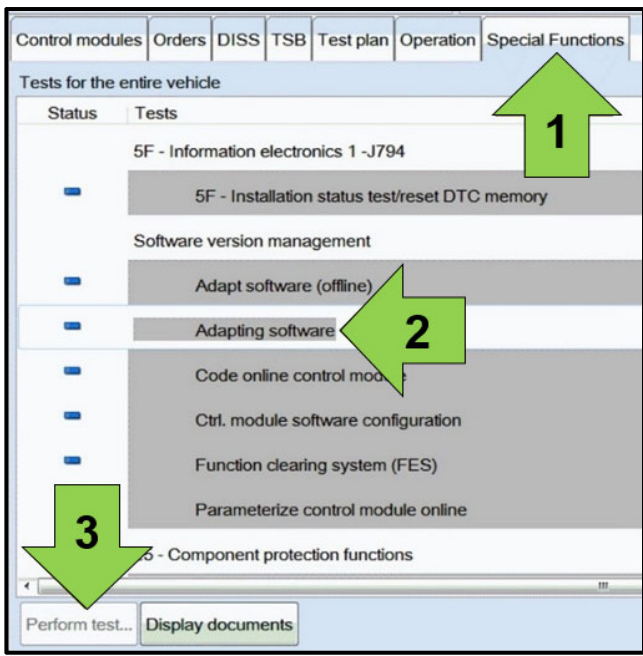 Control modules Orders DISS TSB Test plan Operation Special Functions
Tests for the entire vehicle
Status Tests
1
5F - Information electronics 1 -J794
5F - Installation status test/reset DTC memory
Software version management
Adapt software (offline)
Adapting software
2
Code online control module
Ctrl. module software configuration
Function clearing system (FES)
Parameterize control module online
3
5 - Component protection functions
Perform test... Display documents